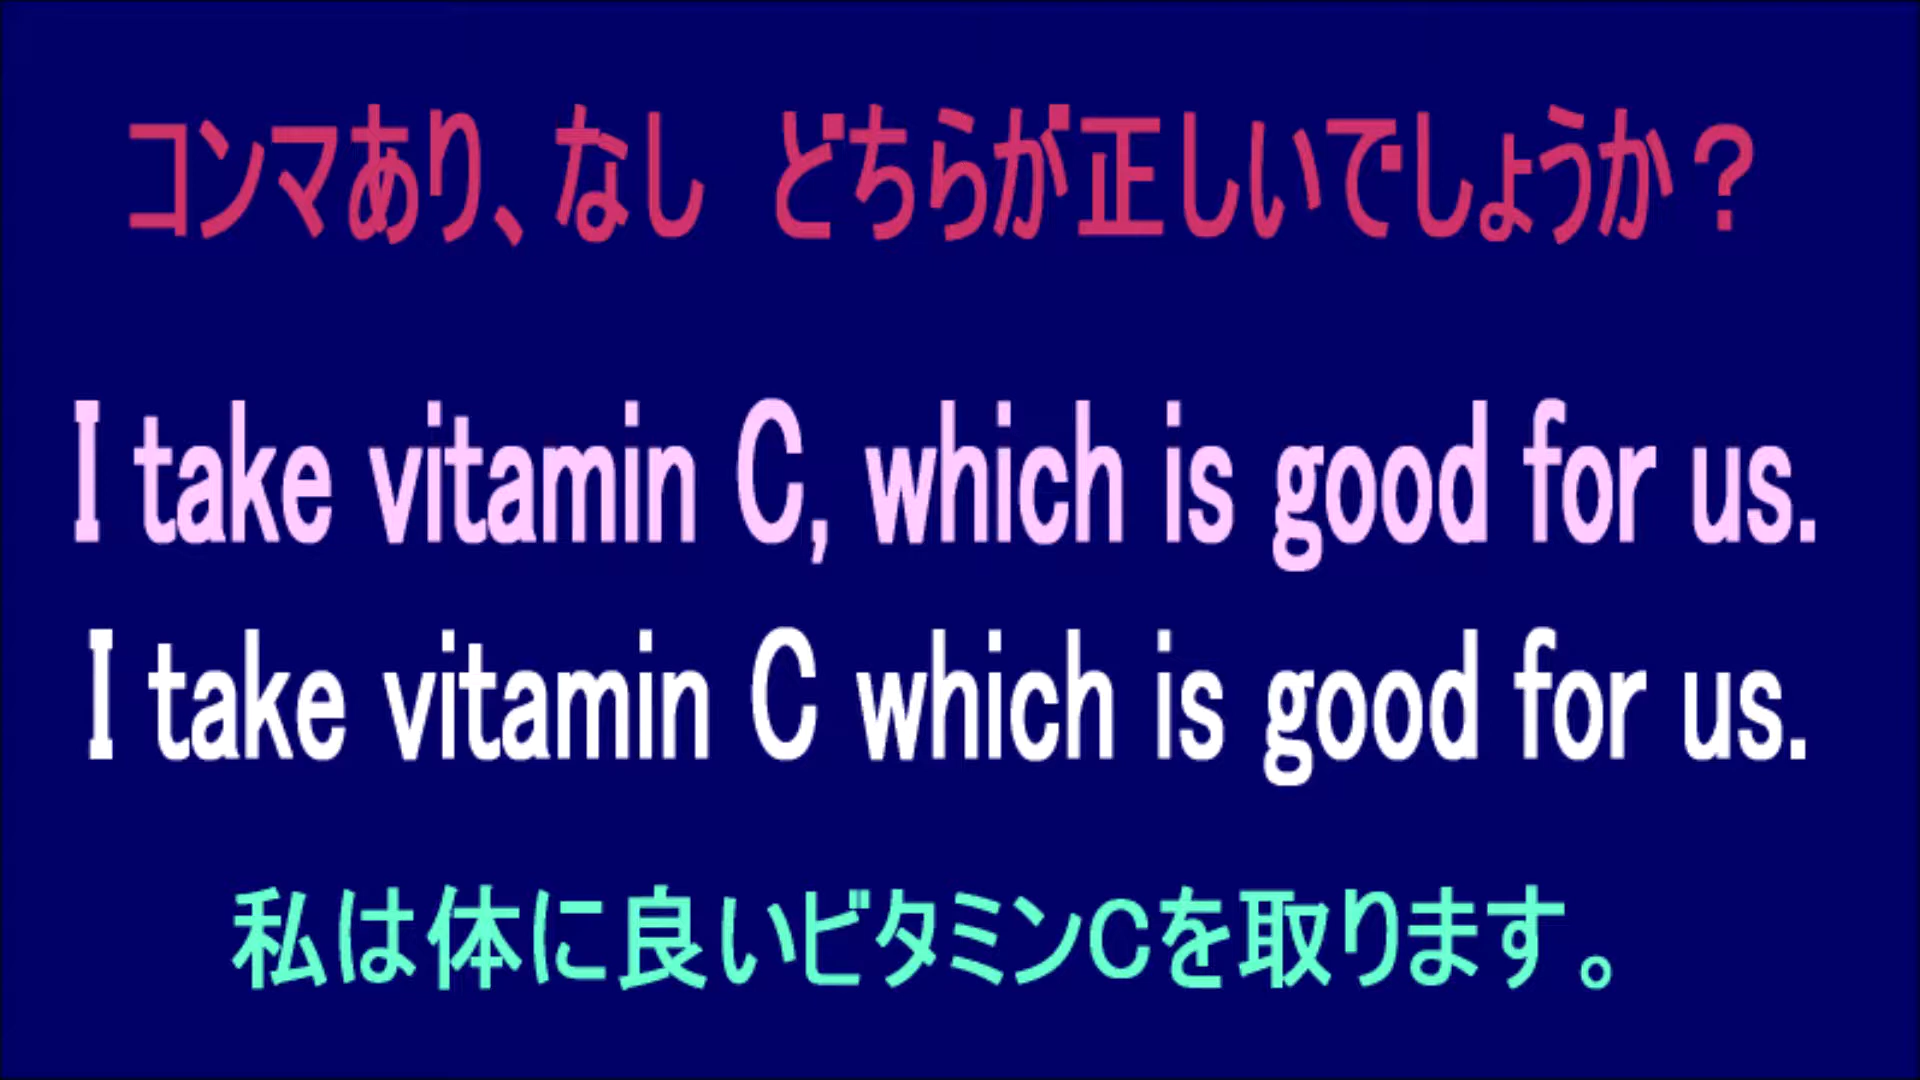 コンマあり、なし　どちらが正しいでしょうか？
I take vitamin C, which is good for us.
I take vitamin C which is good for us.
私は体に良いビタミンCを取ります。